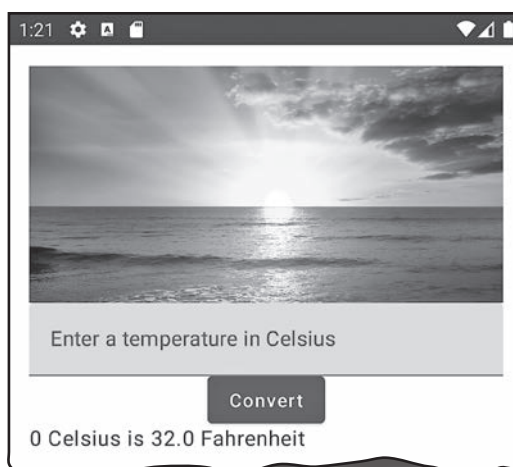 1:21
Enter a temperature in Celsius
Convert
0 Celsius is 32.0 Fahrenheit